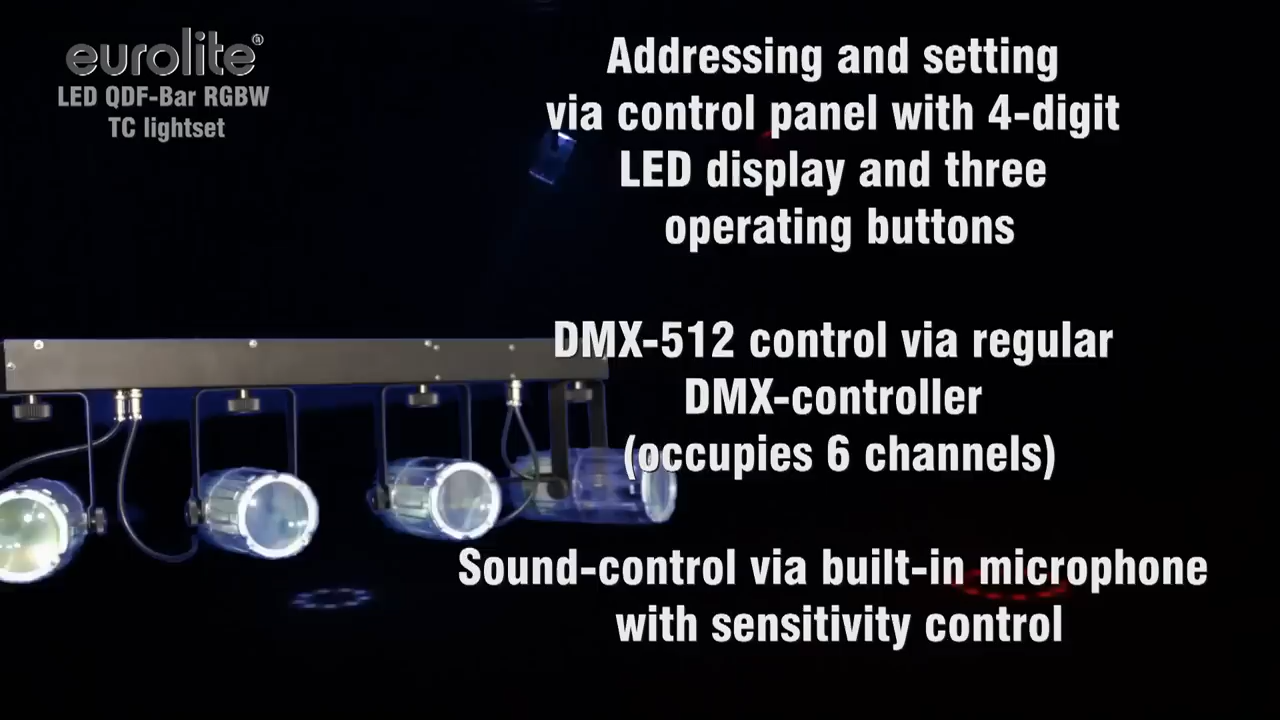 eurolite®
LED QDF-Bar RGBW
TC lightset
Addressing and setting
via control panel with 4-digit
LED display and three
operating buttons
DMX-512 control via regular
DMX-controller
(occupies 6 channels)
Sound-control via built-in microphone
with sensitivity control